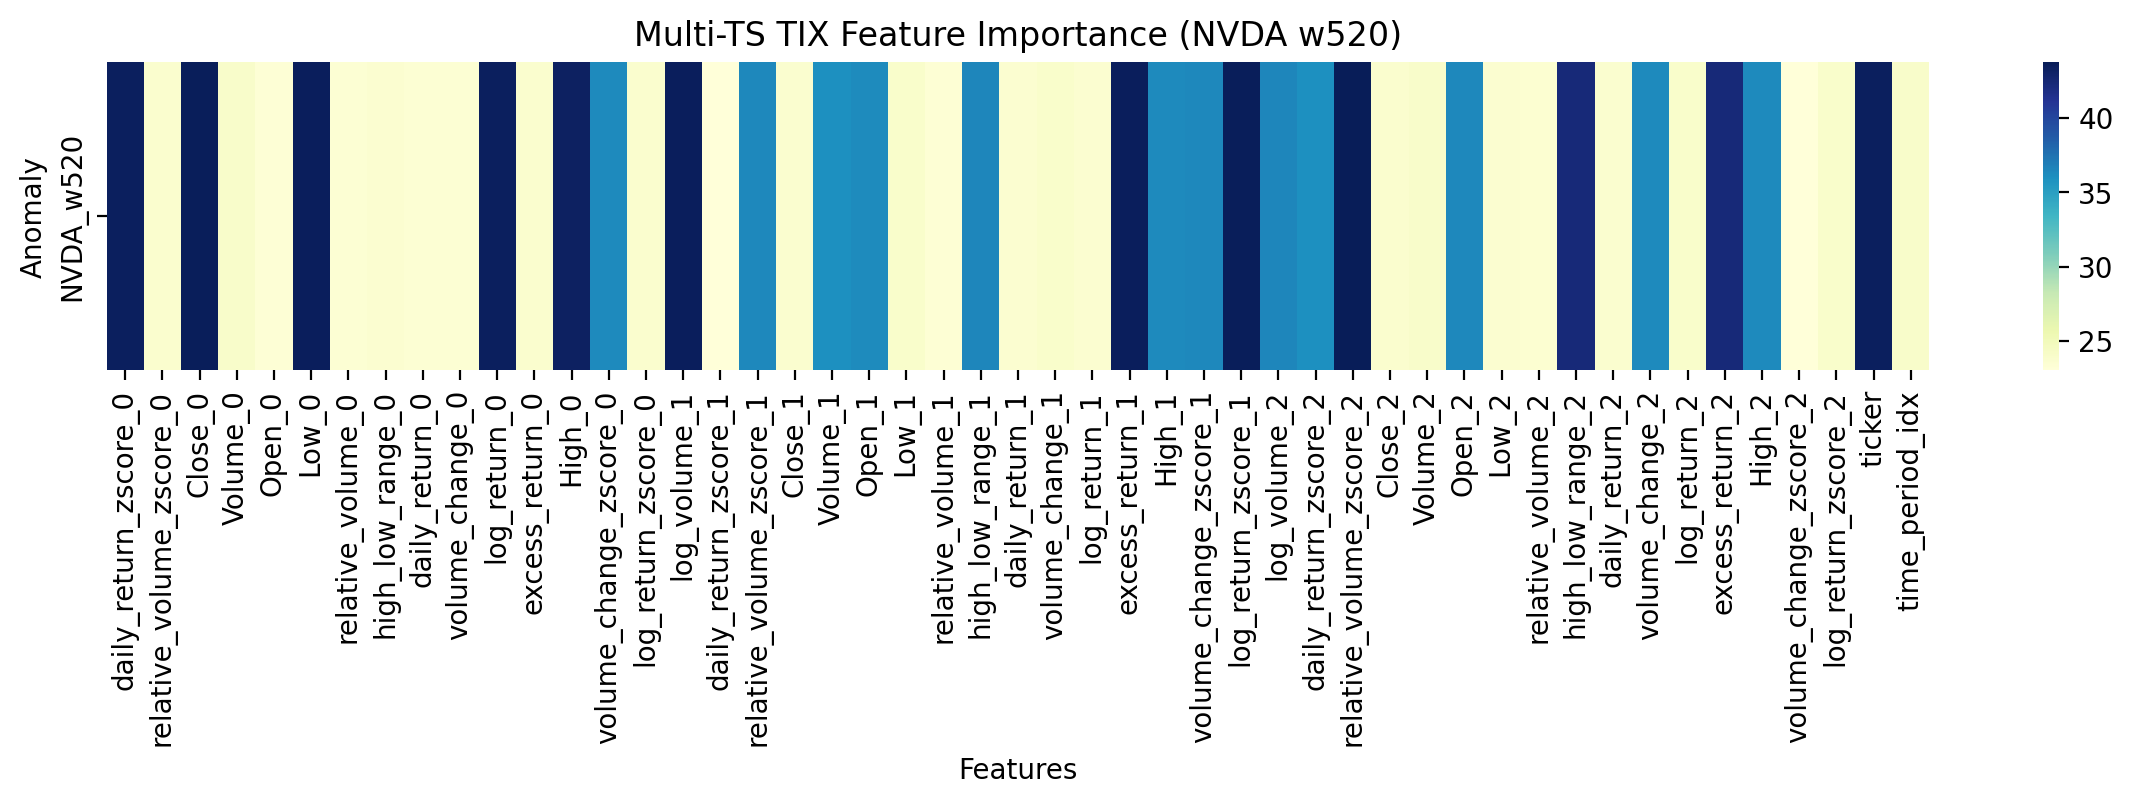 Multi-TS TIX Feature Importance (NVDA w520)
Anomaly
NVDA_w520
40
35
30
25
daily_return_zscore_0
relative_volume_zscore_0
Close_0
Volume_0
Open_0
Low_0
relative_volume_0
high_low_range_0
daily_return_0
volume_change_0
log_return_0
excess_return_0
High_0
volume_change_zscore_0
log_return_zscore_0
log_volume_1
daily_return_zscore_1
relative_volume_zscore_1
Close_1
Volume_1
Open_1
Low_1
relative_volume_1
high_low_range_1
daily_return_1
volume_change_1
log_return_1
excess_return_1
High_1
volume_change_zscore_1
log_return_zscore_1
log_volume_2
daily_return_zscore_2
relative_volume_zscore_2
Close_2
Volume_2
Open_2
Low_2
relative_volume_2
high_low_range_2
daily_return_2
volume_change_2
log_return_2
excess_return_2
High_2
volume_change_zscore_2
log_return_zscore_2
ticker
time_period_idx
Features